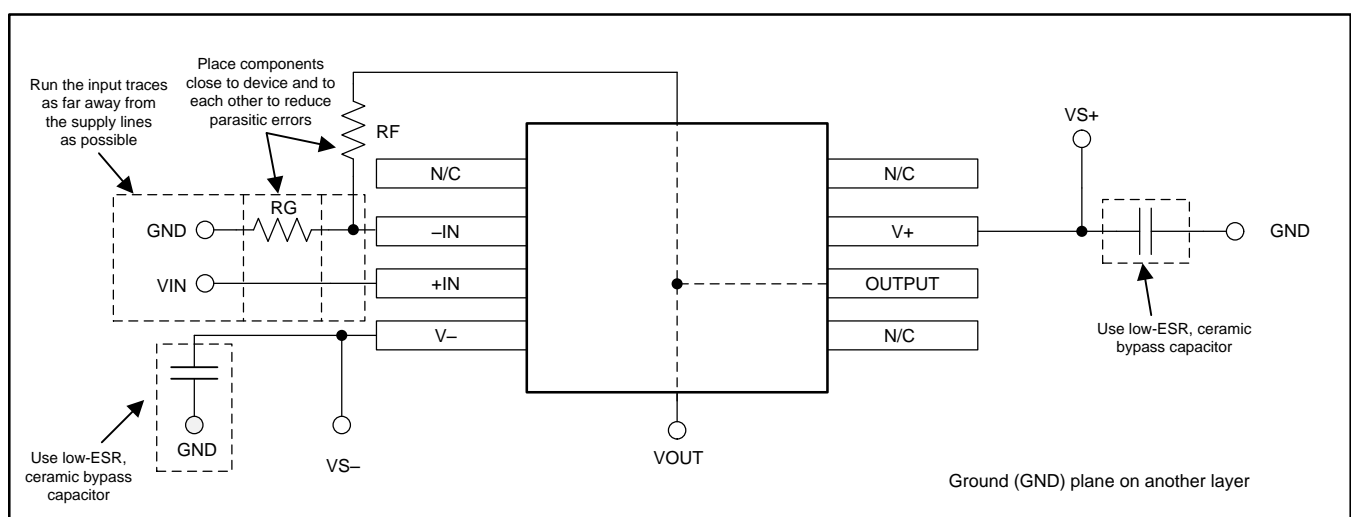 Place components
close to device and to
each other to reduce
parasitic errors
Run the input traces
as far away from
the supply lines
as possible
RF
VS+
N/C
N/C
RG
GND
–IN
V+
GND
VIN
+IN
OUTPUT
V–
N/C
Use low-ESR, ceramic
bypass capacitor
GND
Use low-ESR,
ceramic bypass
capacitor
VS–
VOUT
Ground (GND) plane on another layer